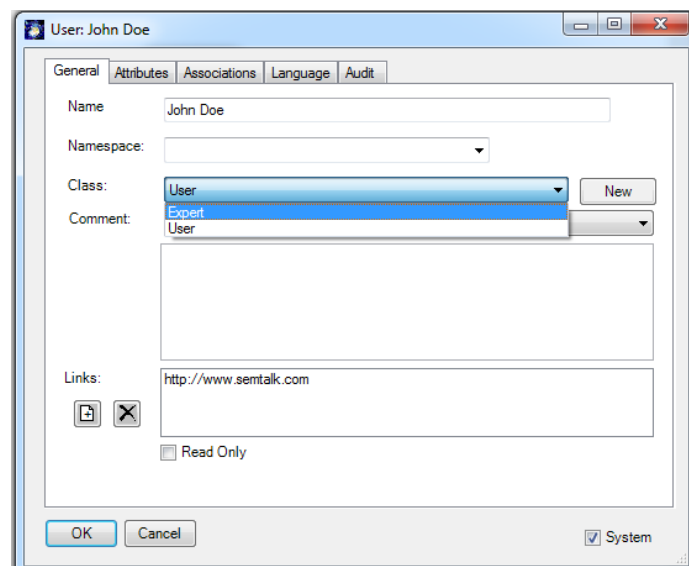 User: John Doe
General Attributes Associations Language Audit
Name John Doe
Namespace:
Class: User New
Expert
Comment:
User
Links: http://www.semtalk.com
Read Only
OK Cancel System